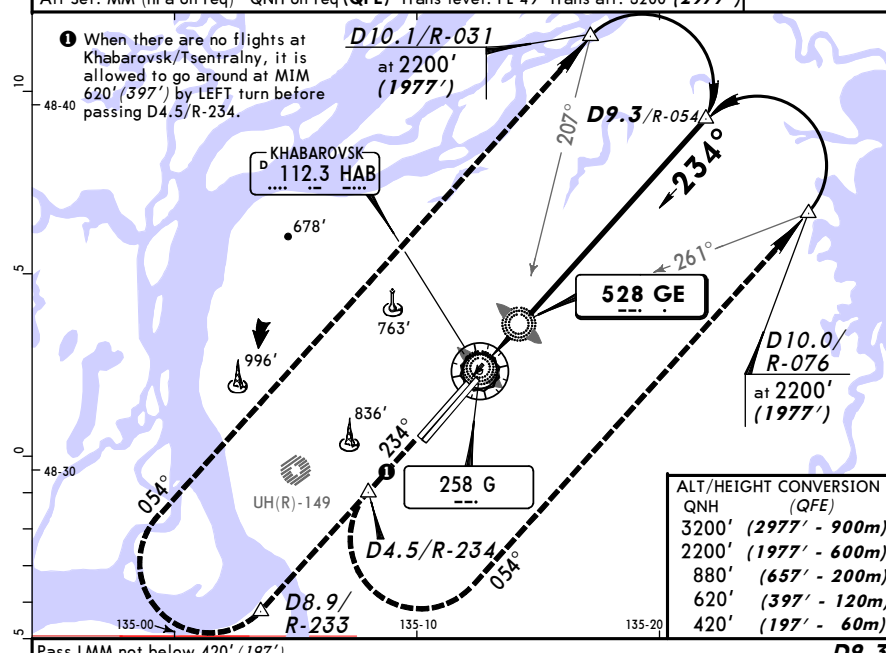 Alt Set: MM (hPa on req) QNH on req (QFE) Trans level: FL 49 Trans alt: 3200' (2977')
❶ When there are no flights at
Khabarovsk/Tsentralny, it is
allowed to go around at MIM
620' (397') by LEFT turn before
passing D4.5/R-234.
D10.1/R-031
at 2200'
(1977')
10
48-40
207°
D9.3/R-054
234°
KHABAROVSK
D 112.3 HAB
678'
5
261°
528 GE
763'
996'
D10.0/
R-076
at 2200'
(1977')
836'
234°
❶
0
48-30
UH(R)-149
258 G
054°
D4.5/R-234
054°
D8.9/
R-233
135-00
135-10
135-20
5
ALT/HEIGHT CONVERSION
QNH (QFE)
3200' (2977' - 900m)
2200' (1977' - 600m)
880' (657' - 200m)
620' (397' - 120m)
420' (197' - 60m)
Pass LMM not below 420' (197')
D9.3